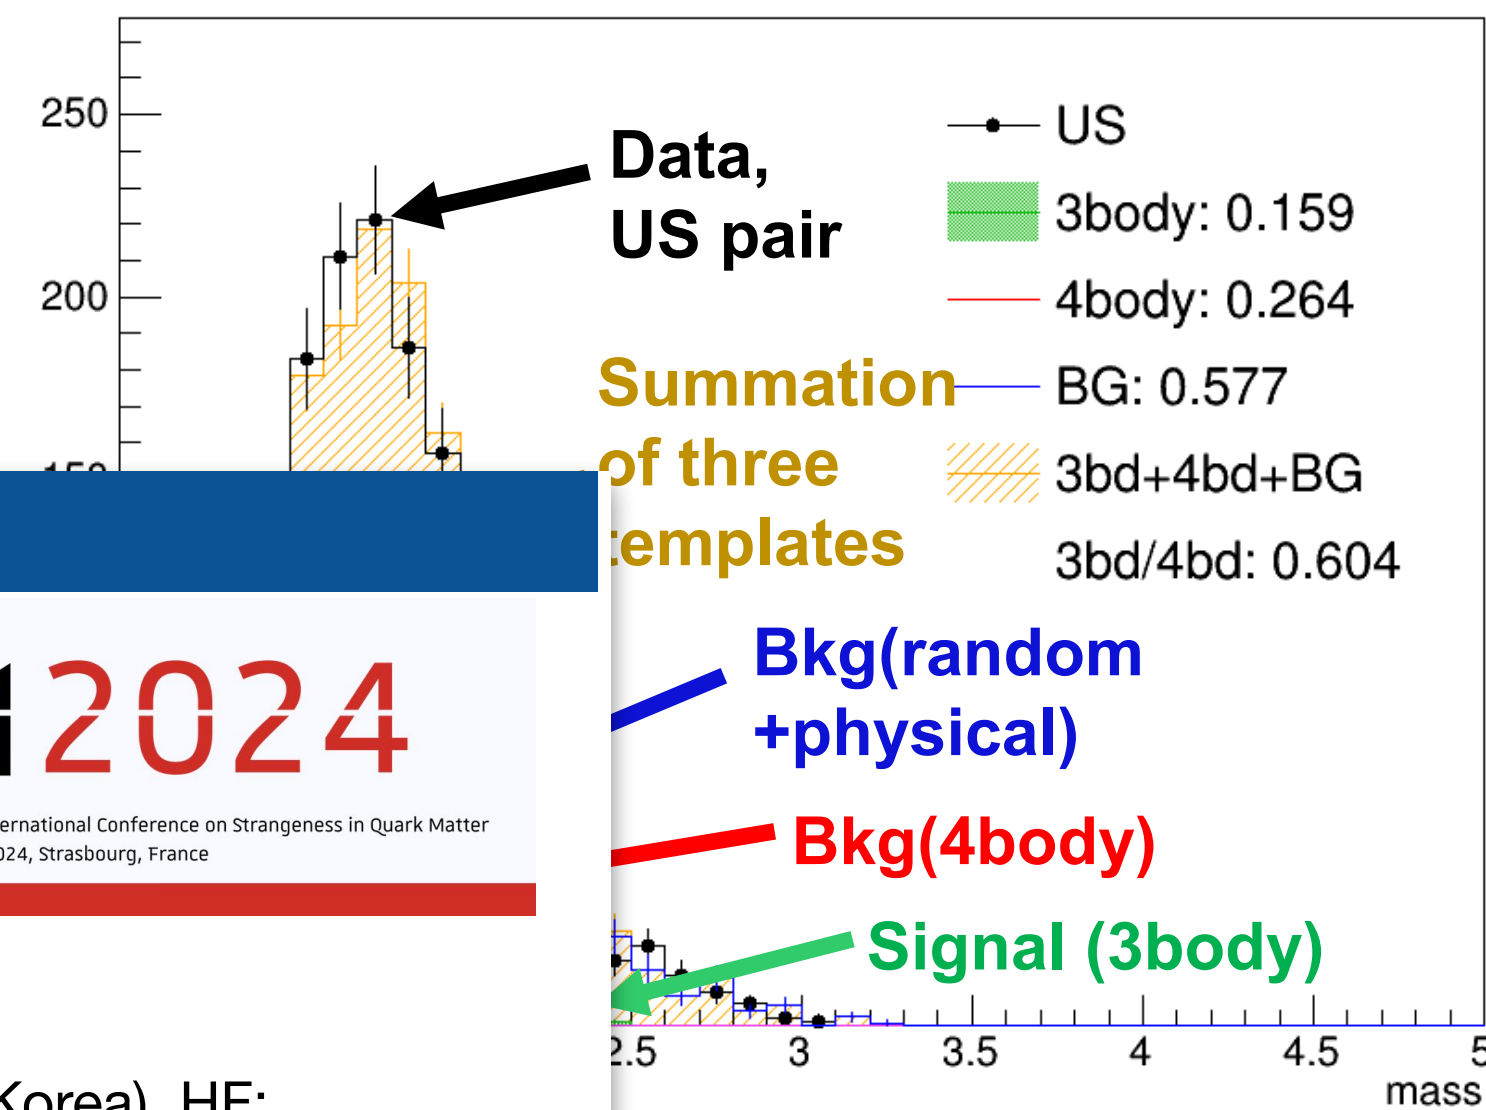 250
200
Data,
US pair
US
3body: 0.159
4body: 0.264
BG: 0.577
3bd+4bd+BG
3bd/4bd: 0.604
Summation
of three
templates
Bkg(random
+physical)
Bkg(4body)
Signal (3body)
2024
ernational Conference on Strangeness in Quark Matter
024, Strasbourg, France
2.5 3 3.5 4 4.5 5
mass
Korea), HF: